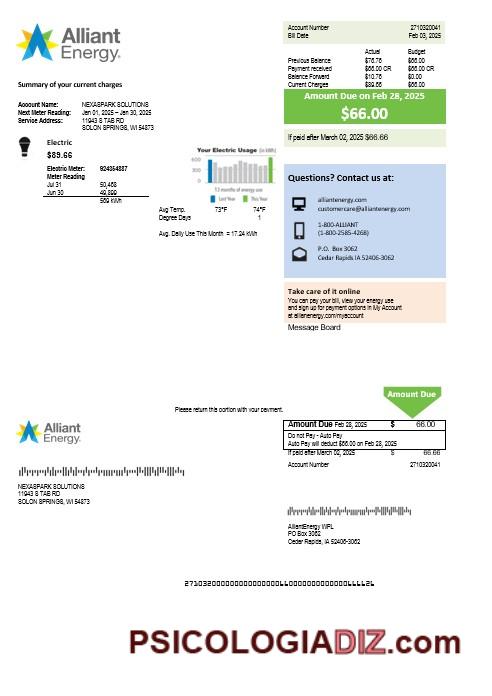 Alliant
Energy®
Account Number 2710320041
Bill Date Feb 03, 2025
Actual Budget
Previous Balance $76.76 $66.00
Payment received $66.00 CR $66.00 CR
Balance Forward $10.76 $0.00
Current Charges $89.66 $66.00
Amount Due on Feb 28, 2025
$66.00
If paid after March 02, 2025 $66.66
Summary of your current charges
Account Name: NEXASPARK SOLUTIONS
Next Meter Reading: Jan 01, 2025 – Jan 30, 2025
Service Address: 11943 S TAB RD
SOLON SPRINGS, WI 54873
Electric
$89.66
Electric Meter: 924354887
Meter Reading
Jul 31 50,468
Jun 30 49,899
569 kWh
Your Electric Usage (in kWh)
600
300
0
13 months of energy use
Last Year This Year
Avg Temp. 73°F 74°F
Degree Days 1
Avg. Daily Use This Month = 17.24 kWh
Questions? Contact us at:
alliantenergy.com
customercare@alliantenergy.com
1-800-ALLIANT
(1-800-2585-4268)
P.O. Box 3062
Cedar Rapids IA 52406-3062
Take care of it online
You can pay your bill, view your energy use
and sign up for payment options in My Account
at alliantenergy.com/myaccount
Message Board
Amount Due
Please return this portion with your payment.
Alliant
Energy.
Amount Due Feb 28, 2025 $ 66.00
Do not Pay - Auto Pay
Auto Pay will deduct $66.00 on Feb 28, 2025
If paid after March 02, 2025 $ 66.66
Account Number 2710320041
NEXASPARK SOLUTIONS
11943 S TAB RD
SOLON SPRINGS, WI 54873
AlliantEnergy WPL
PO Box 3062
Cedar Rapids, IA 52406-3062
PSICOLOGIADIZ.com